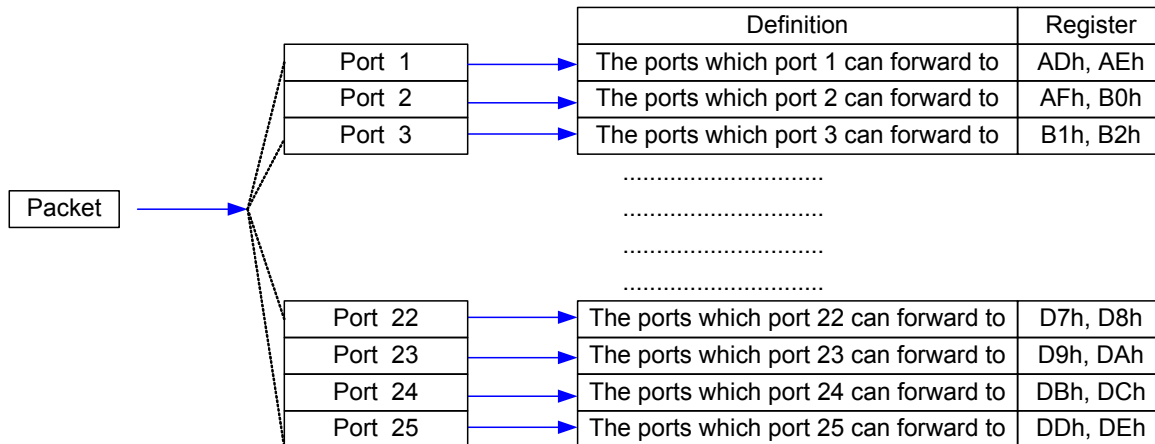 Definition Register
Port 1 The ports which port 1 can forward to ADh, AEh
Port 2 The ports which port 2 can forward to AFh, B0h
Port 3 The ports which port 3 can forward to B1h, B2h
..............................
Packet
..............................
..............................
..............................
Port 22 The ports which port 22 can forward to D7h, D8h
Port 23 The ports which port 23 can forward to D9h, DAh
Port 24 The ports which port 24 can forward to DBh, DCh
Port 25 The ports which port 25 can forward to DDh, DEh